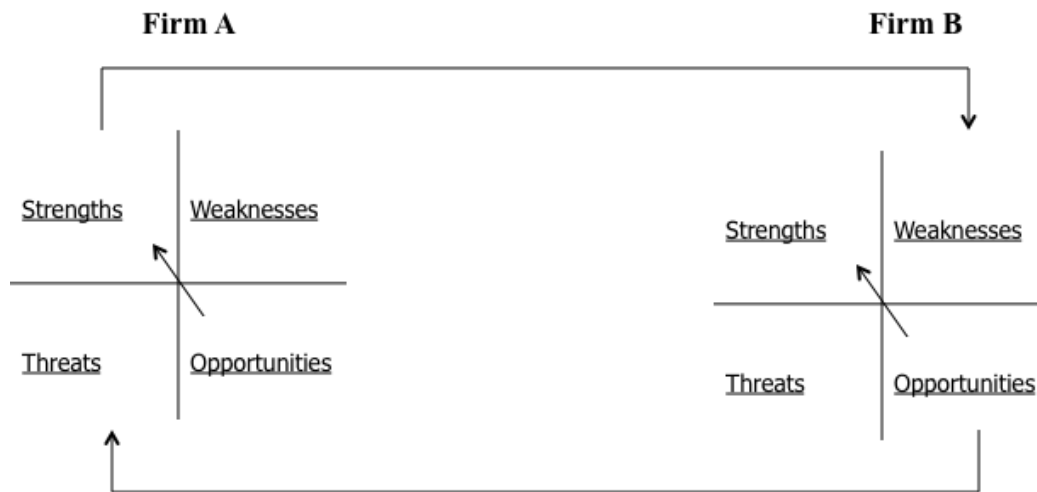 Firm A
Firm B
Strengths
Weaknesses
Threats
Opportunities
Strengths
Weaknesses
Threats
Opportunities